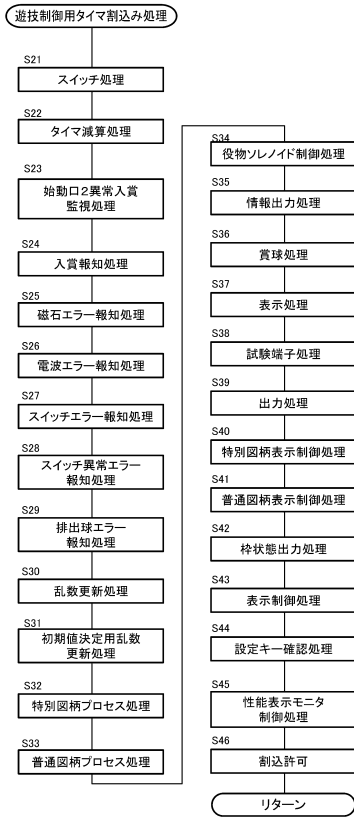 遊技制御用タイマ割込み処理
S21
スイッチ処理
S22
タイマ減算処理
S23
始動口2異常入賞
監視処理
S24
入賞報知処理
S25
磁石エラー報知処理
S26
電波エラー報知処理
S27
スイッチエラー報知処理
S28
スイッチ異常エラー
報知処理
S29
排出球エラー
報知処理
S30
乱数更新処理
S31
初期値決定用乱数
更新処理
S32
特別図柄プロセス処理
S33
普通図柄プロセス処理
S34
役物ソレノイド制御処理
S35
情報出力処理
S36
賞球処理
S37
表示処理
S38
試験端子処理
S39
出力処理
S40
特別図柄表示制御処理
S41
普通図柄表示制御処理
S42
枠状態出力処理
S43
表示制御処理
S44
設定キー確認処理
S45
性能表示モニタ
制御処理
S46
割込許可
リターン